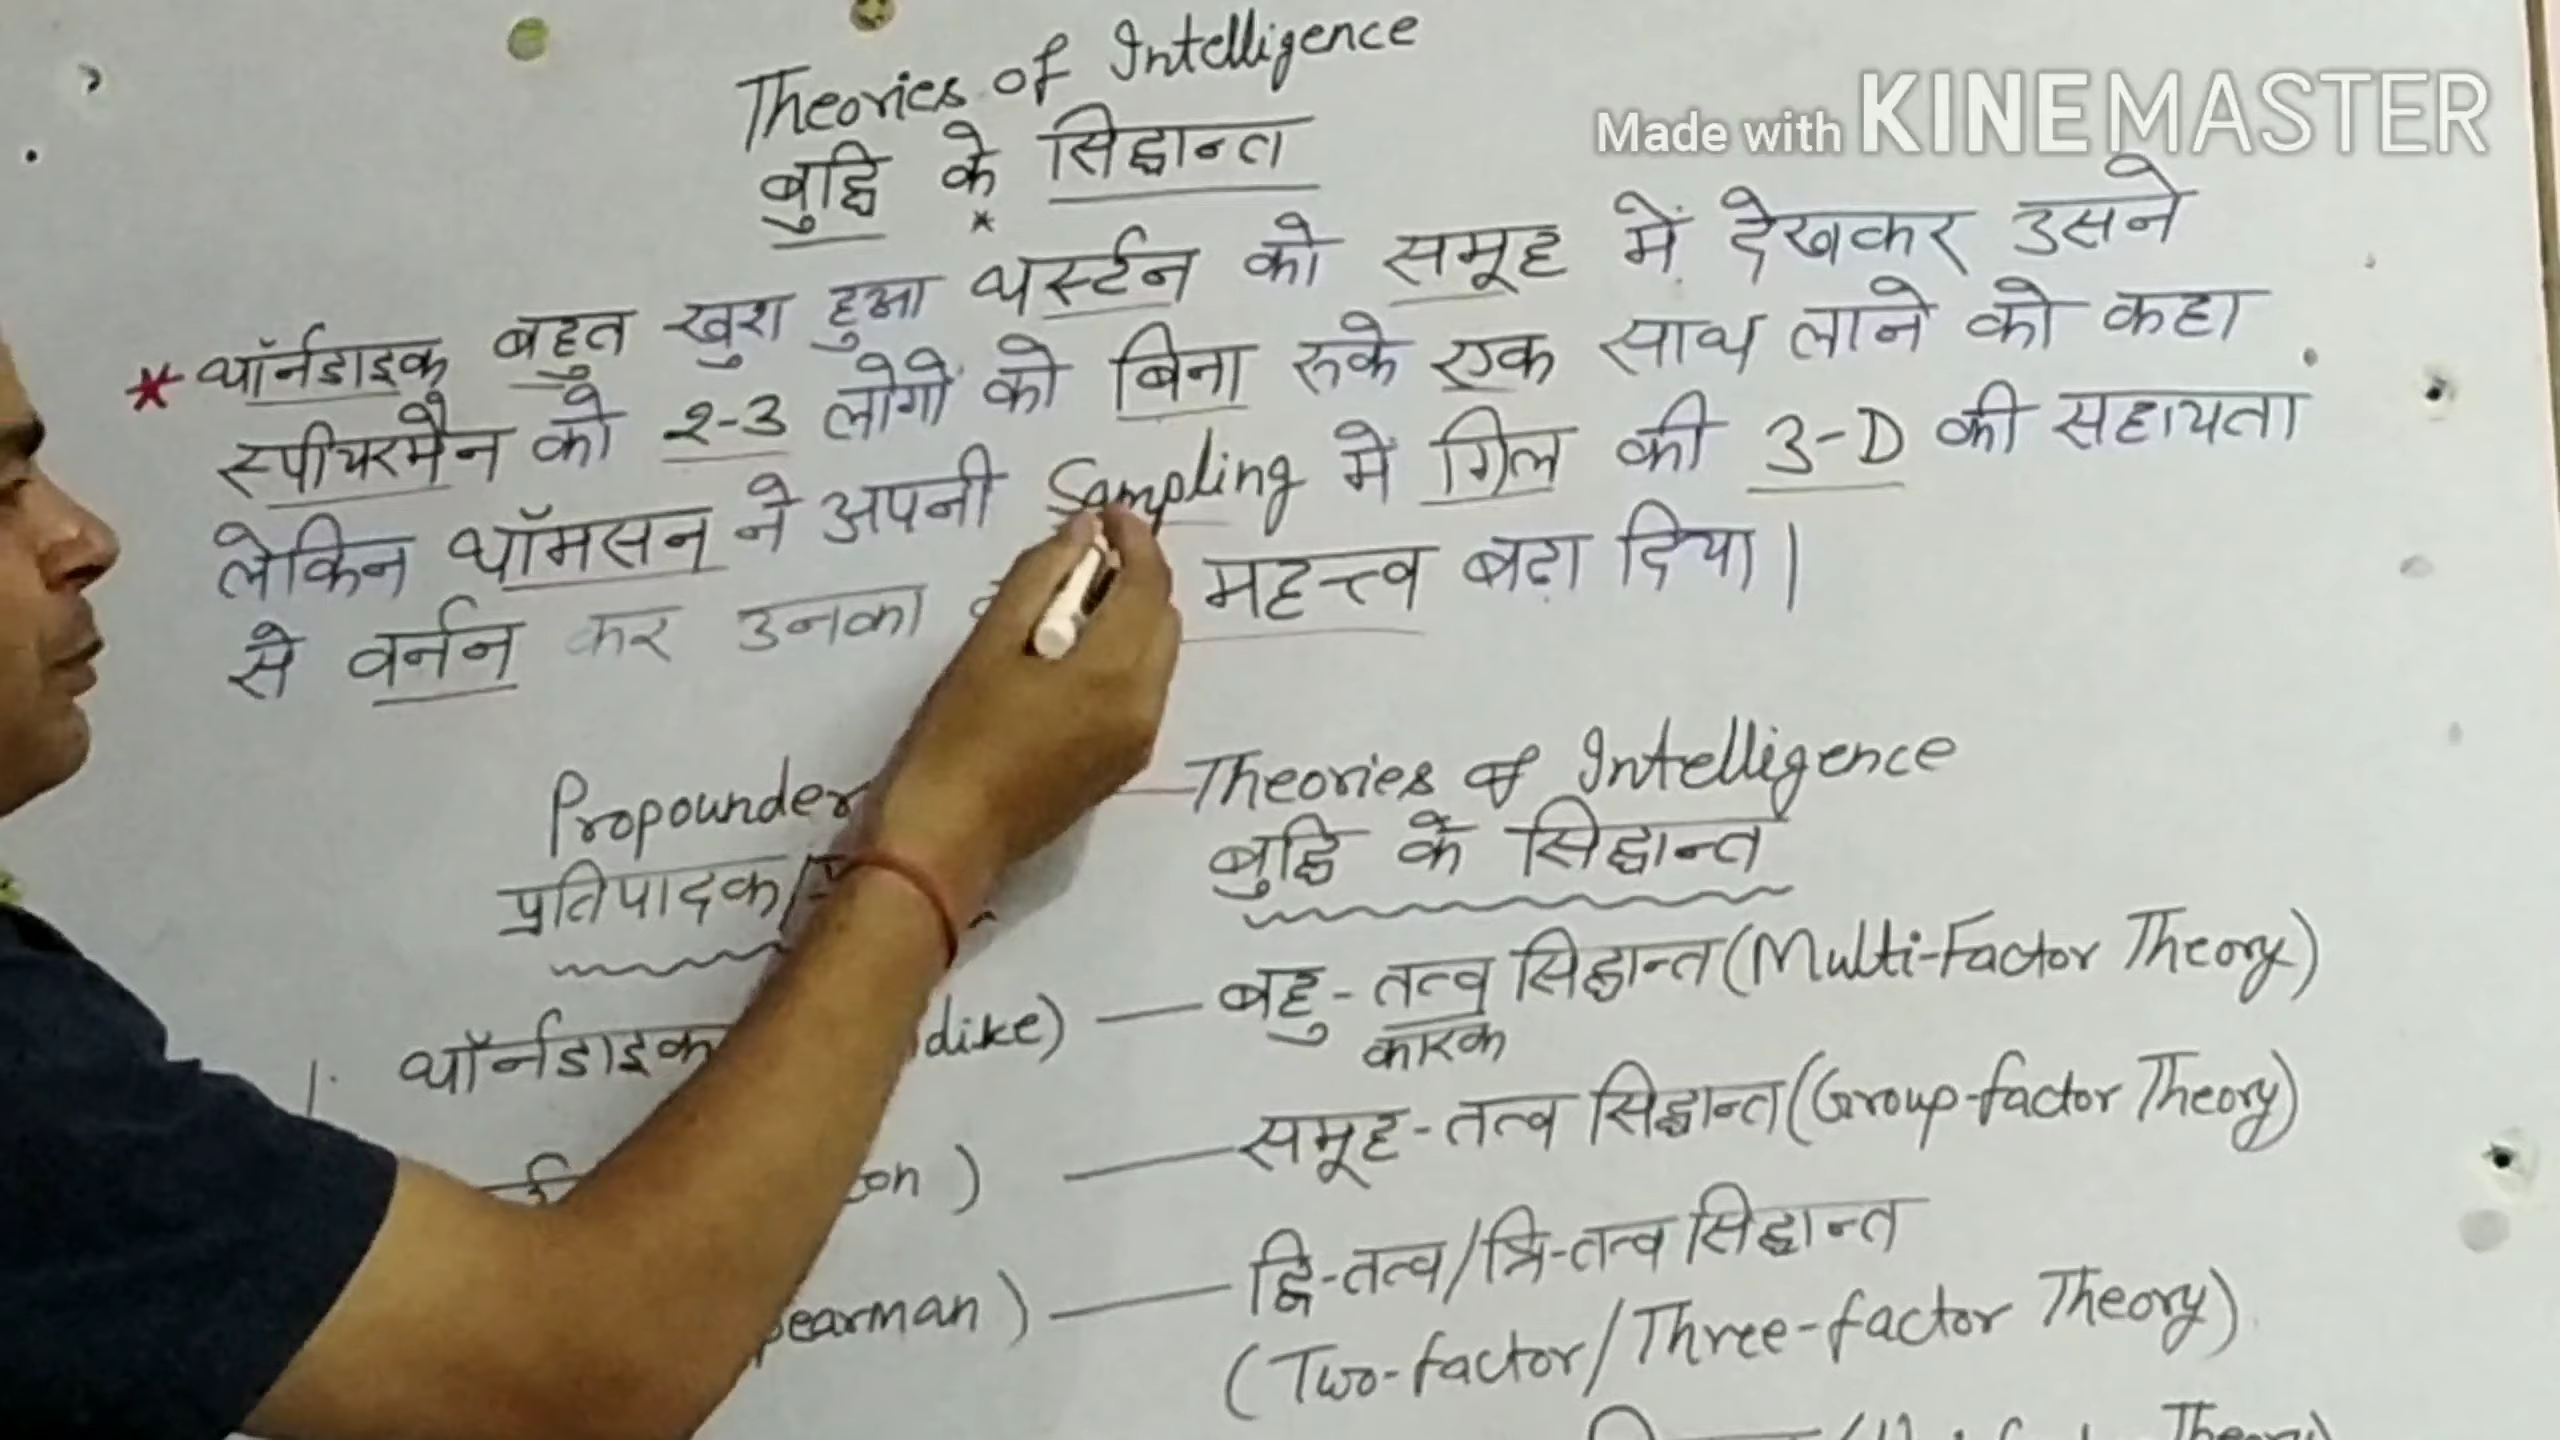 Theories of Intelligence
Made with KINEMASTER
बुद्धि के सिद्धान्त
* थॉर्नडाइक बहुत खुश हुआ थर्स्टन को समूह में देखकर उसने
स्पीयरमैन को 2-3 लोगों को बिना रुके एक साथ लाने को कहा
लेकिन थॉमसन ने अपनी Sampling में गिल की 3-D की सहायता
से वर्नन कर उनका महत्त्व बढ़ा दिया।
Propounder Theories of Intelligence
प्रतिपादक/ बुद्धि के सिद्धान्त
1. थॉर्नडाइक dike) — बहु-तत्व सिद्धान्त (Multi-Factor Theory)
कारक
on) — समूह-तत्व सिद्धान्त (Group-factor Theory)
pearman) — द्वि-तत्व/त्रि-तत्व सिद्धान्त
(Two-factor/Three-factor Theory)
Theory)